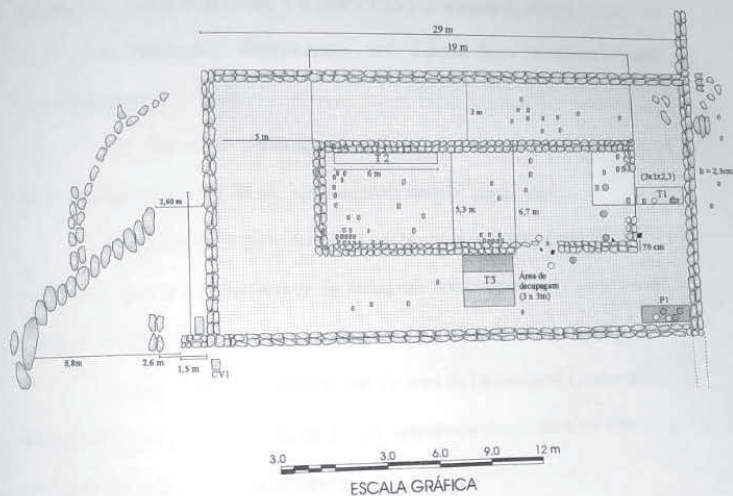 29 m
19 m
3 m
5 m
T 2
6 m
(3x1x2,3)
h = 2,3cm
T1
2,60 m
5,3 m
6,7 m
70 cm
T3
Área de
decapagem
(3 x 3m)
P1
8,8m
2,6 m
1,5 m
CV1
3.0 3.0 6.0 9.0 12 m
ESCALA GRÁFICA